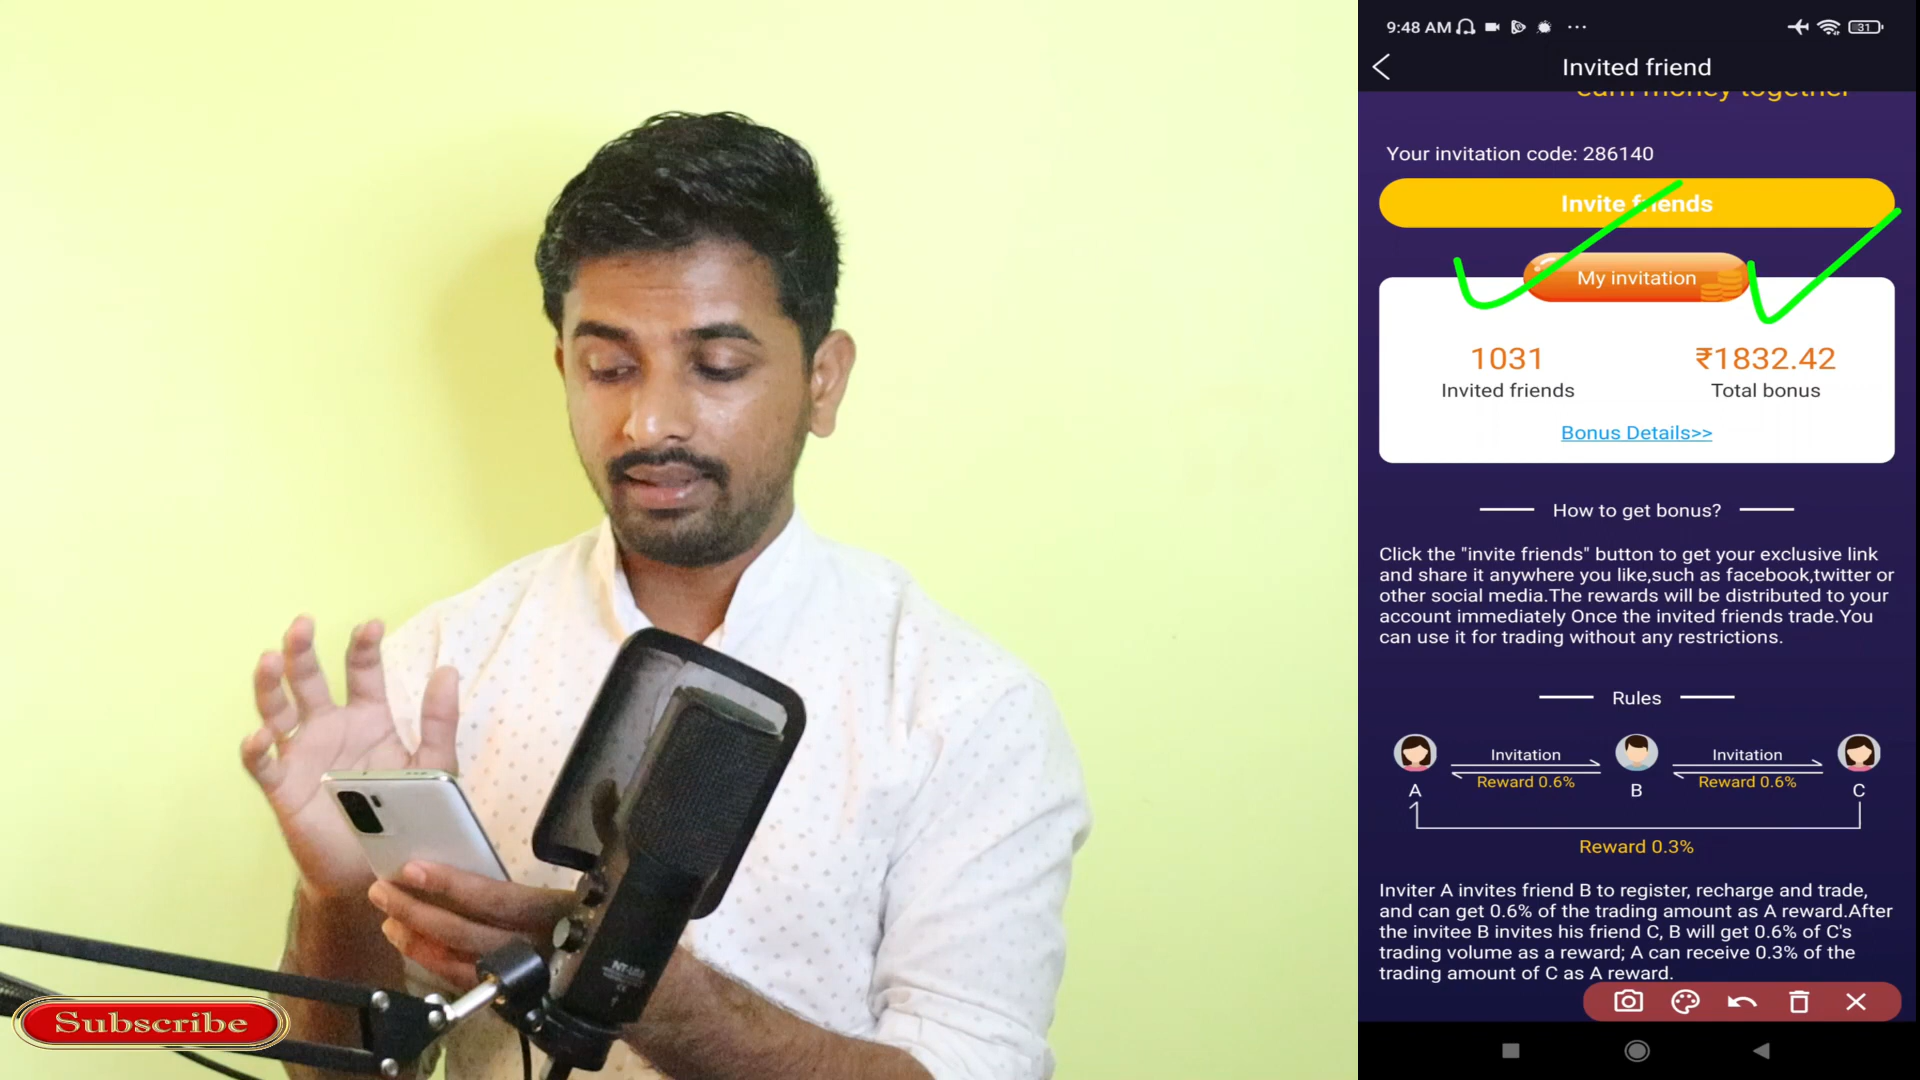 9:48 AM
31
Invited friend
earn money together
Your invitation code: 286140
Invite friends
My invitation
1031
₹1832.42
Invited friends
Total bonus
Bonus Details>>
How to get bonus?
Click the "invite friends" button to get your exclusive link
and share it anywhere you like,such as facebook,twitter or
other social media.The rewards will be distributed to your
account immediately Once the invited friends trade.You
can use it for trading without any restrictions.
Rules
Invitation
Invitation
Reward 0.6%
Reward 0.6%
A
B
C
Reward 0.3%
Inviter A invites friend B to register, recharge and trade,
and can get 0.6% of the trading amount as A reward.After
the invitee B invites his friend C, B will get 0.6% of C's
trading volume as a reward; A can receive 0.3% of the
trading amount of C as A reward.
Subscribe